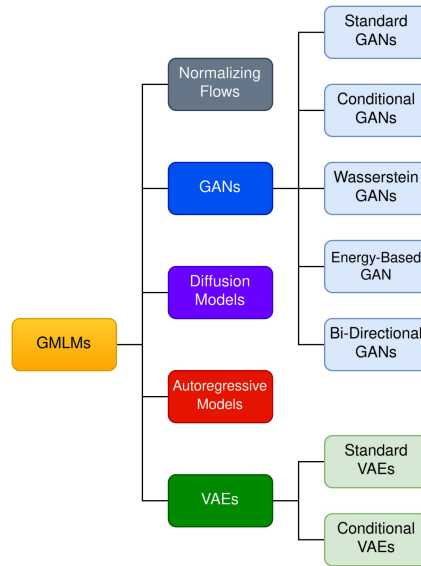 GMLMs
Normalizing
Flows
GANs
Diffusion
Models
Autoregressive
Models
VAEs
Standard
GANs
Conditional
GANs
Wasserstein
GANs
Energy-Based
GAN
Bi-Directional
GANs
Standard
VAEs
Conditional
VAEs